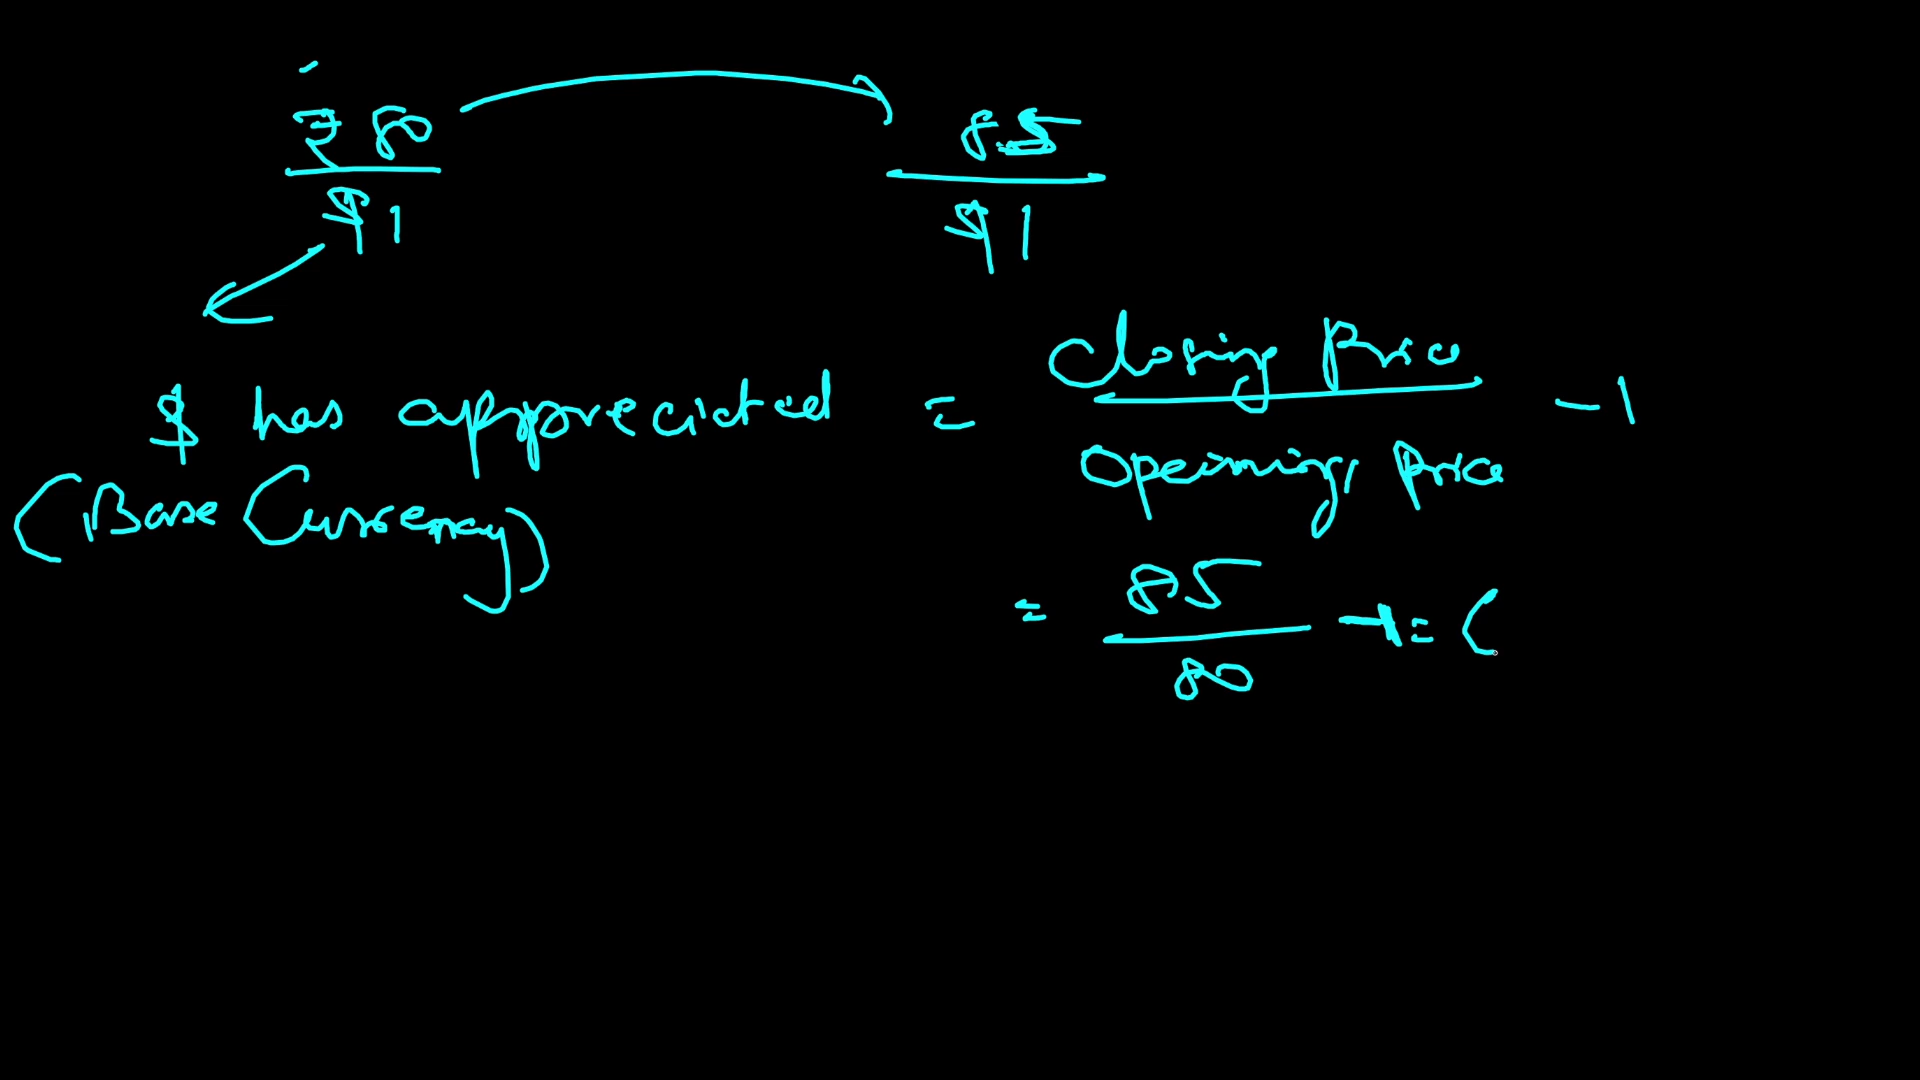 ₹ 80 85
$ 1 $ 1
$ has appreciated = Closing Price / Opening Price - 1
(Base Currency)
= 85 / 80 - 1 = (